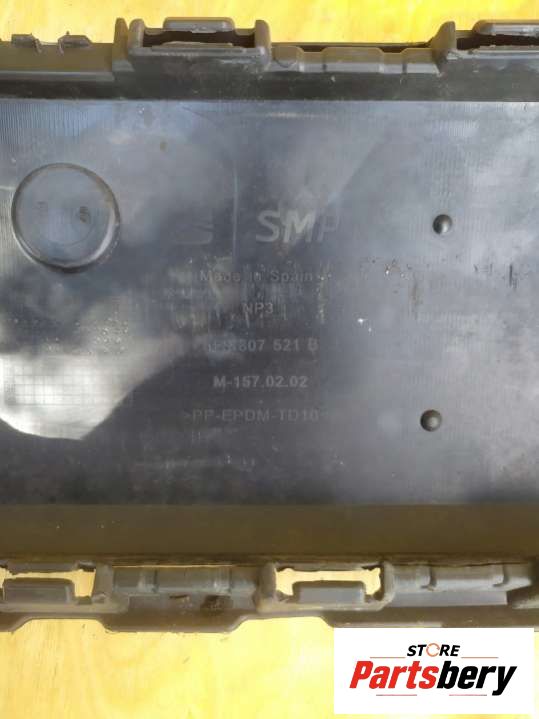 SMP
Made in Spain
NP3
807 521 B
M-157.02.02
>PP-EPDM-TD10<
STORE
Partsbery